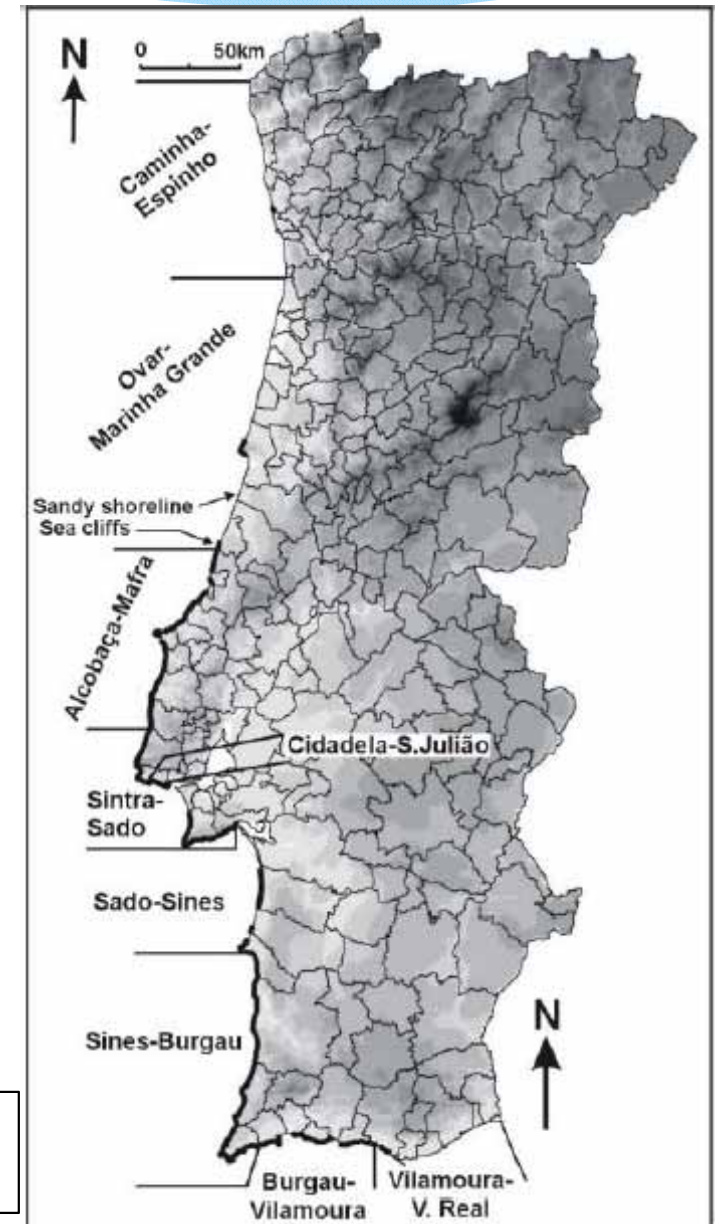 N
0 50km
Caminha-
Espinho
Ovar-
Marinha Grande
Sandy shoreline
Sea cliffs
Alcobaça-Mafra
Cidadela-S.Julião
Sintra-
Sado
Sado-Sines
Sines-Burgau
N
Burgau-
Vilamoura
Vilamoura-
V. Real